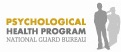 PSYCHOLOGICAL
HEALTH PROGRAM
NATIONAL GUARD BUREAU